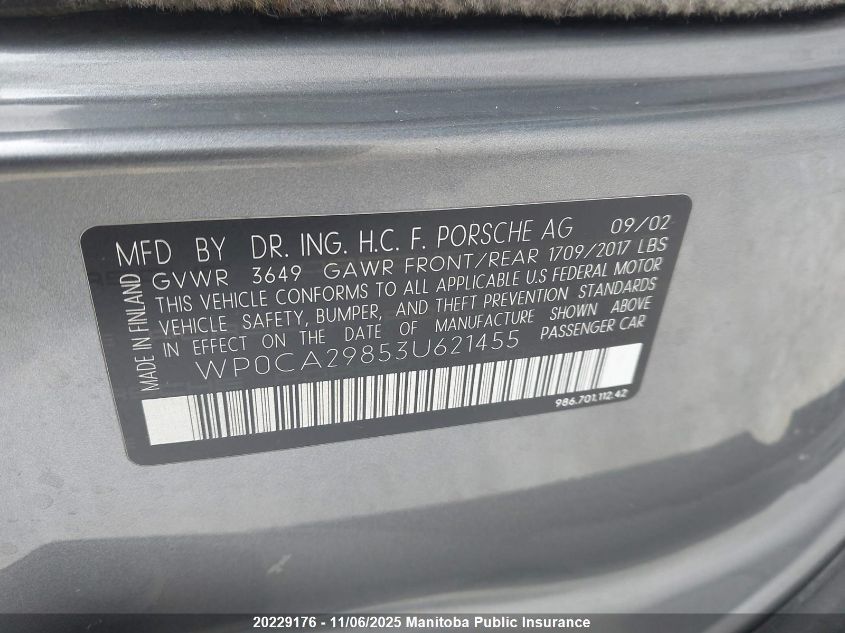 MFD BY DR. ING. H.C. F. PORSCHE AG 09/02
GVWR 3649 GAWR FRONT/REAR 1709/2017 LBS
THIS VEHICLE CONFORMS TO ALL APPLICABLE U.S FEDERAL MOTOR
VEHICLE SAFETY, BUMPER, AND THEFT PREVENTION STANDARDS
IN EFFECT ON THE DATE OF MANUFACTURE SHOWN ABOVE
WP0CA29853U621455 PASSENGER CAR
MADE IN FINLAND
986.701.112.42
20229176 - 11/06/2025 Manitoba Public Insurance